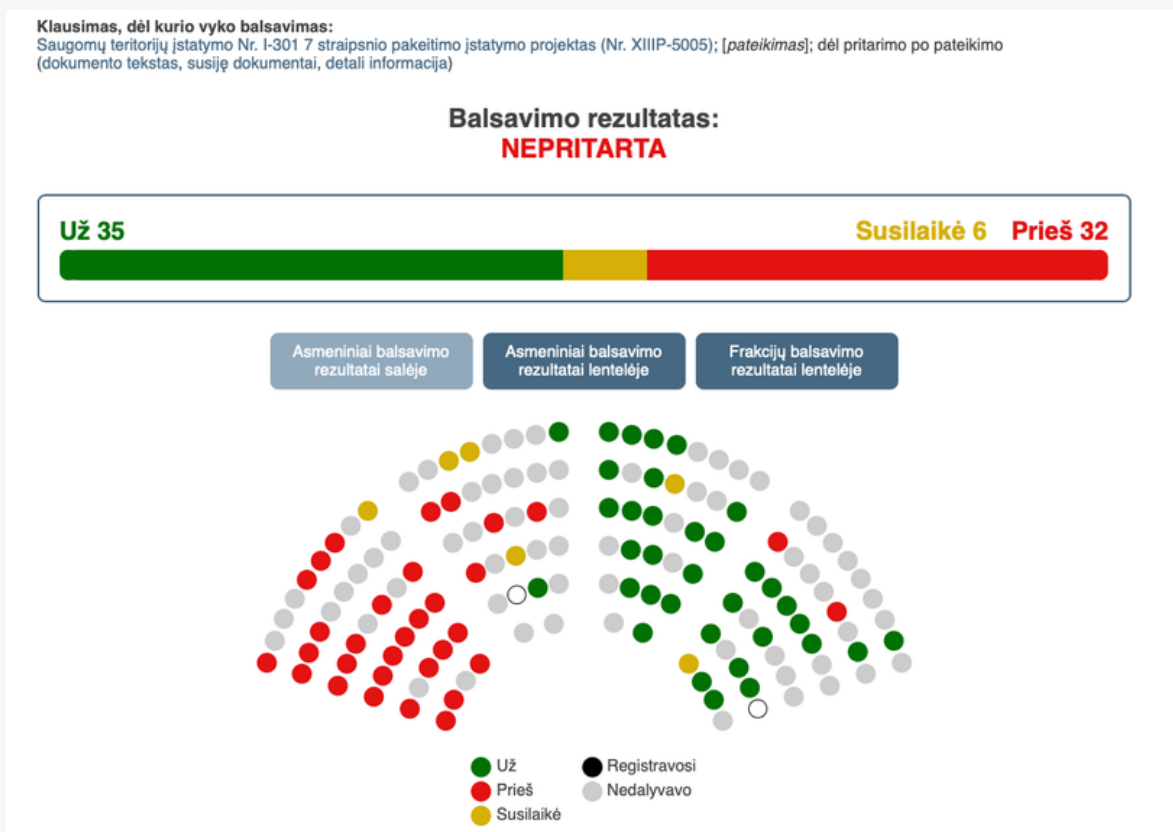 Klausimas, dėl kurio vyko balsavimas:
Saugomų teritorijų įstatymo Nr. I-301 7 straipsnio pakeitimo įstatymo projektas (Nr. XIIIP-5005); [pateikimas]; dėl pritarimo po pateikimo
(dokumento tekstas, susiję dokumentai, detali informacija)
Balsavimo rezultatas:
NEPRITARTA
Už 35
Susilaikė 6 Prieš 32
Asmeniniai balsavimo
rezultatai salėje
Asmeniniai balsavimo
rezultatai lentelėje
Frakcijų balsavimo
rezultatai lentelėje
Už
Prieš
Susilaikė
Registravosi
Nedalyvavo